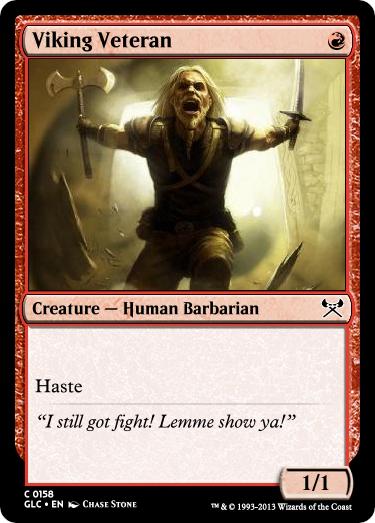 Viking Veteran
Creature — Human Barbarian
Haste
“I still got fight! Lemme show ya!”
1/1
C 0158
GLC • EN CHASE STONE
™ & © 1993-2013 Wizards of the Coast